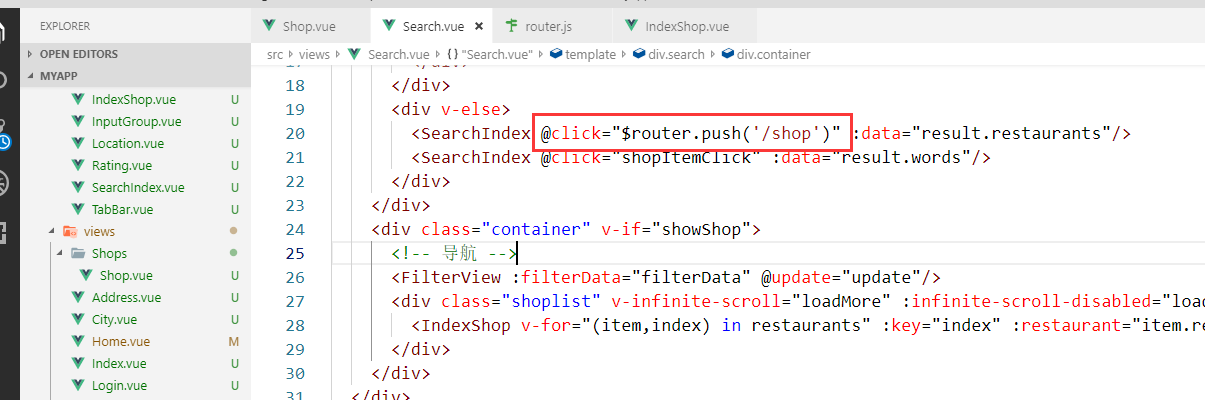 EXPLORER
Shop.vue
Search.vue
router.js
IndexShop.vue
OPEN EDITORS
src views Search.vue {} "Search.vue" template div.search div.container
MYAPP
IndexShop.vue U
InputGroup.vue U
Location.vue U
Rating.vue U
SearchIndex.vue U
TabBar.vue U
views
Shops
Shop.vue U
Address.vue U
City.vue U
Home.vue M
Index.vue U
Login.vue U
18 </div>
19 <div v-else>
20 <SearchIndex @click="$router.push('/shop')" :data="result.restaurants"/>
21 <SearchIndex @click="shopItemClick" :data="result.words"/>
22 </div>
23 </div>
24 <div class="container" v-if="showShop">
25 <!-- 导航 -->
26 <FilterView :filterData="filterData" @update="update"/>
27 <div class="shoplist" v-infinite-scroll="loadMore" :infinite-scroll-disabled="load
28 <IndexShop v-for="(item,index) in restaurants" :key="index" :restaurant="item.re
29 </div>
30 </div>
31 </div>